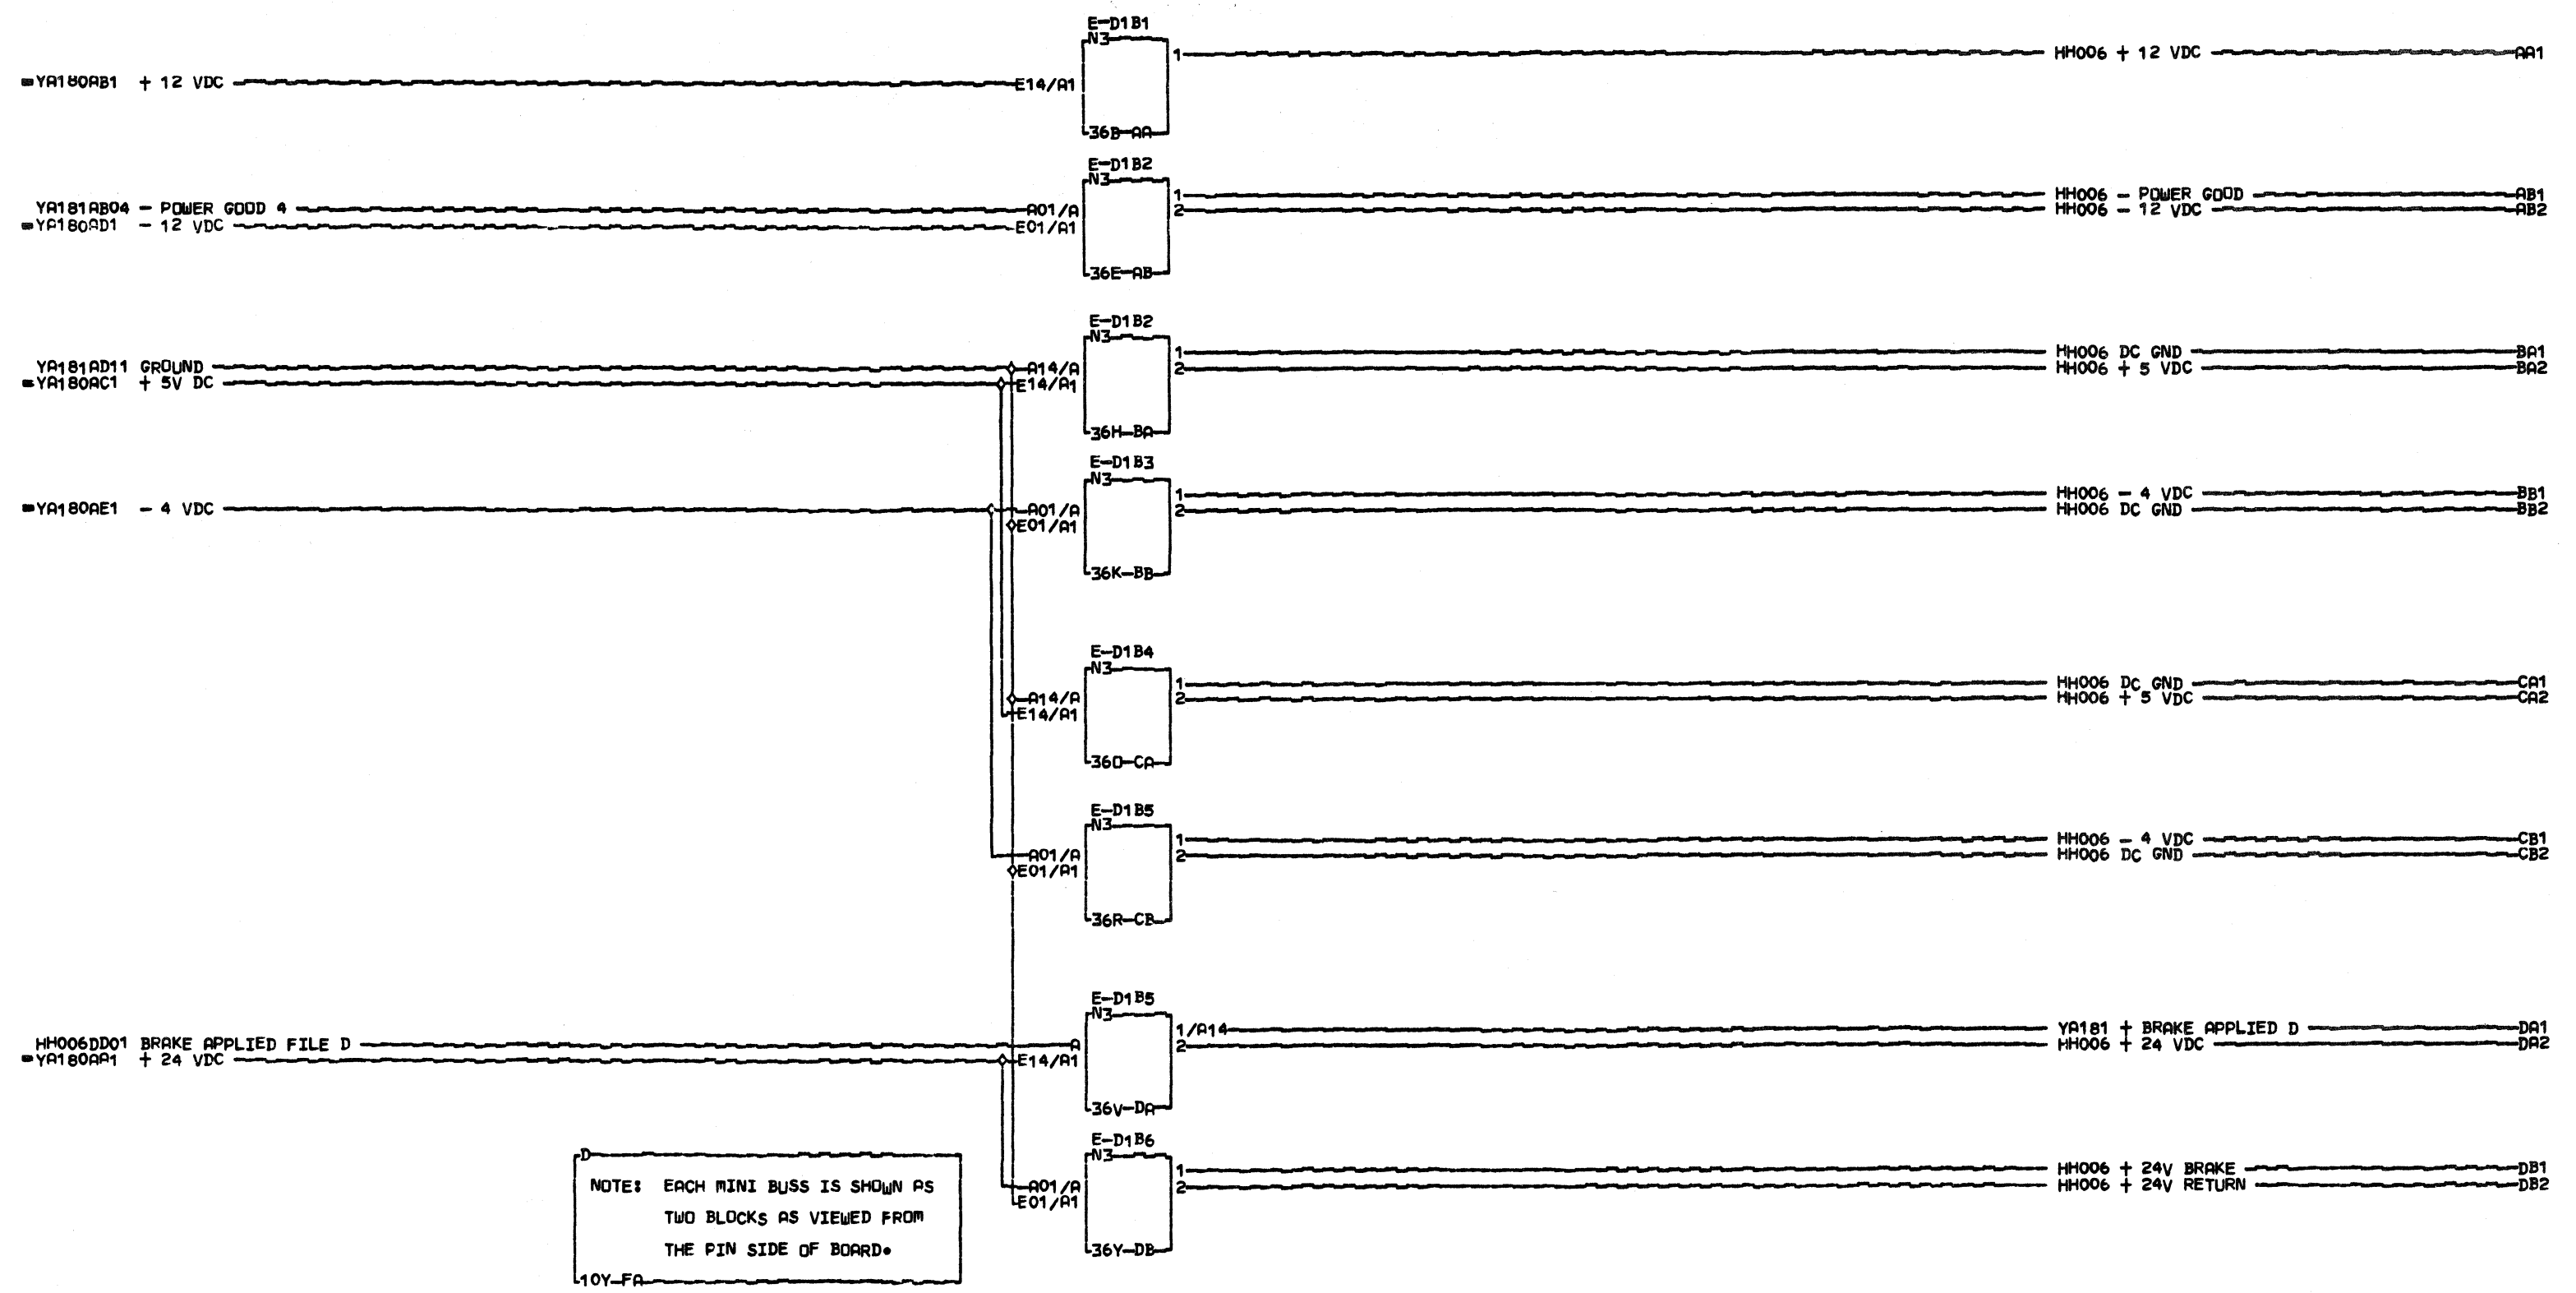 E-D1B1
N3
1 HH006 + 12 VDC AA1
YA180AB1 + 12 VDC E14/A1
36B-AA
E-D1B2
N3
1 HH006 - POWER GOOD AB1
YA181AB04 - POWER GOOD 4 A01/A 2 HH006 - 12 VDC AB2
YA180AD1 - 12 VDC E01/A1
36E-AB
E-D1B2
N3
1 HH006 DC GND BA1
YA181AD11 GROUND A14/A 2 HH006 + 5 VDC BA2
YA180AC1 + 5V DC E14/A1
36H-BA
E-D1B3
N3
1 HH006 - 4 VDC BB1
YA180AE1 - 4 VDC A01/A 2 HH006 DC GND BB2
E01/A1
36K-BB
E-D1B4
N3
1 HH006 DC GND CA1
A14/A 2 HH006 + 5 VDC CA2
E14/A1
36O-CA
E-D1B5
N3
1 HH006 - 4 VDC CB1
A01/A 2 HH006 DC GND CB2
E01/A1
36R-CB
E-D1B5
N3
1/A14 YA181 + BRAKE APPLIED D DA1
HH006DD01 BRAKE APPLIED FILE D A 2 HH006 + 24 VDC DA2
YA180AA1 + 24 VDC E14/A1
36V-DA
E-D1B6
N3
1 HH006 + 24V BRAKE DB1
A01/A 2 HH006 + 24V RETURN DB2
E01/A1
36Y-DB
D
NOTE: EACH MINI BUSS IS SHOWN AS
TWO BLOCKS AS VIEWED FROM
THE PIN SIDE OF BOARD.
10Y-FA